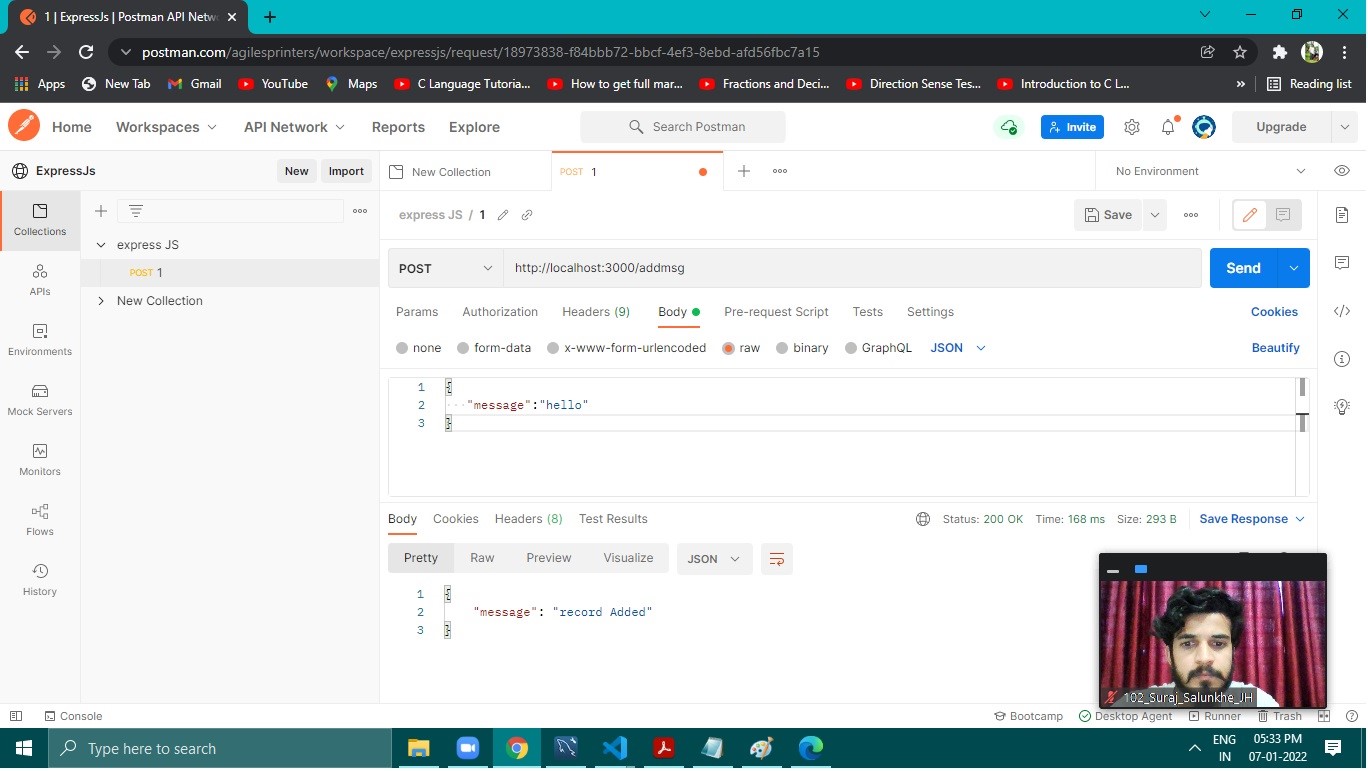 1 | ExpressJs | Postman API Netw
postman.com/agilesprinters/workspace/expressjs/request/18973838-f84bbb72-bbcf-4ef3-8ebd-afd56fbc7a15
Apps New Tab Gmail YouTube Maps C Language Tutoria... How to get full mar... Fractions and Deci... Direction Sense Tes... Introduction to C L... » Reading list
Home Workspaces API Network Reports Explore Search Postman Invite Upgrade
ExpressJs New Import New Collection POST 1 No Environment
Collections
APIs
Environments
Mock Servers
Monitors
Flows
History
express JS
POST 1
New Collection
express JS / 1 Save
POST http://localhost:3000/addmsg Send
Params Authorization Headers (9) Body Pre-request Script Tests Settings Cookies
none form-data x-www-form-urlencoded raw binary GraphQL JSON Beautify
1 {
2 "message":"hello"
3 }
Body Cookies Headers (8) Test Results Status: 200 OK Time: 168 ms Size: 293 B Save Response
Pretty Raw Preview Visualize JSON
1 {
2 "message": "record Added"
3 }
102_Suraj_Salunkhe_JH
Console Bootcamp Desktop Agent Runner Trash
Type here to search
ENG
IN
05:33 PM
07-01-2022